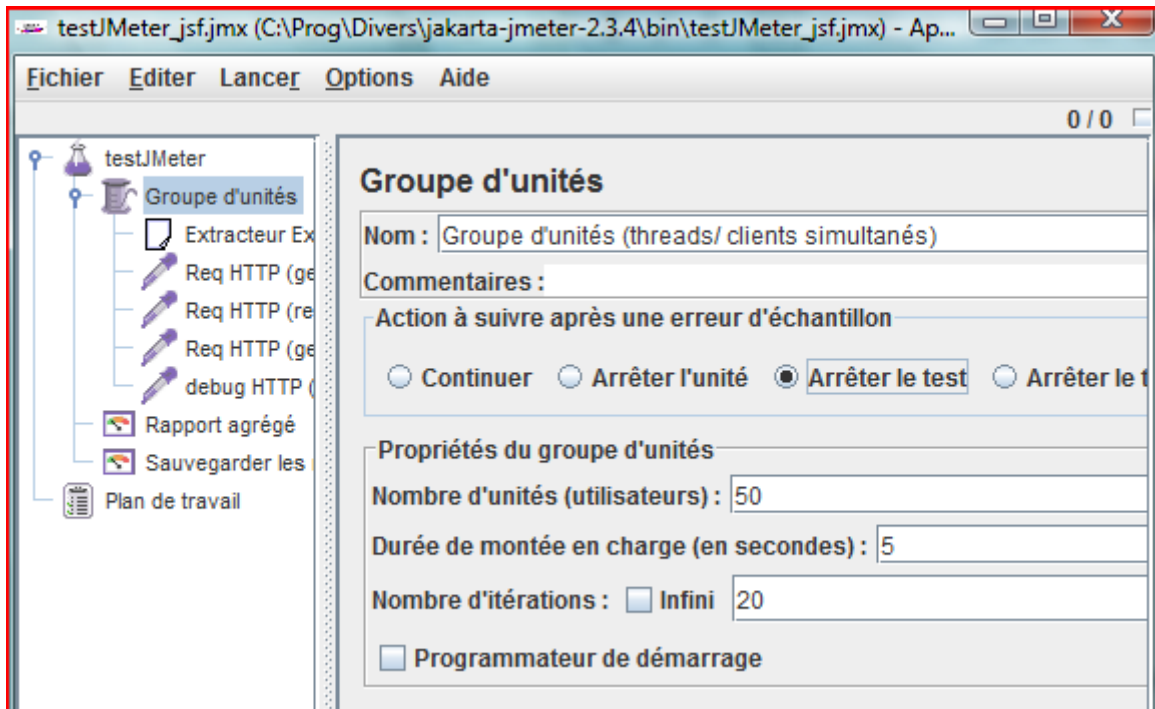 testJMeter_jsf.jmx (C:\Prog\Divers\jakarta-jmeter-2.3.4\bin\testJMeter_jsf.jmx) - Ap...
Fichier Editer Lancer Options Aide
0 / 0
testJMeter
Groupe d'unités
Extracteur Ex
Req HTTP (ge
Req HTTP (re
Req HTTP (ge
debug HTTP (
Rapport agrégé
Sauvegarder les
Plan de travail
Groupe d'unités
Nom : Groupe d'unités (threads/ clients simultanés)
Commentaires :
Action à suivre après une erreur d'échantillon
Continuer Arrêter l'unité Arrêter le test Arrêter le t
Propriétés du groupe d'unités
Nombre d'unités (utilisateurs) : 50
Durée de montée en charge (en secondes) : 5
Nombre d'itérations : Infini 20
Programmateur de démarrage